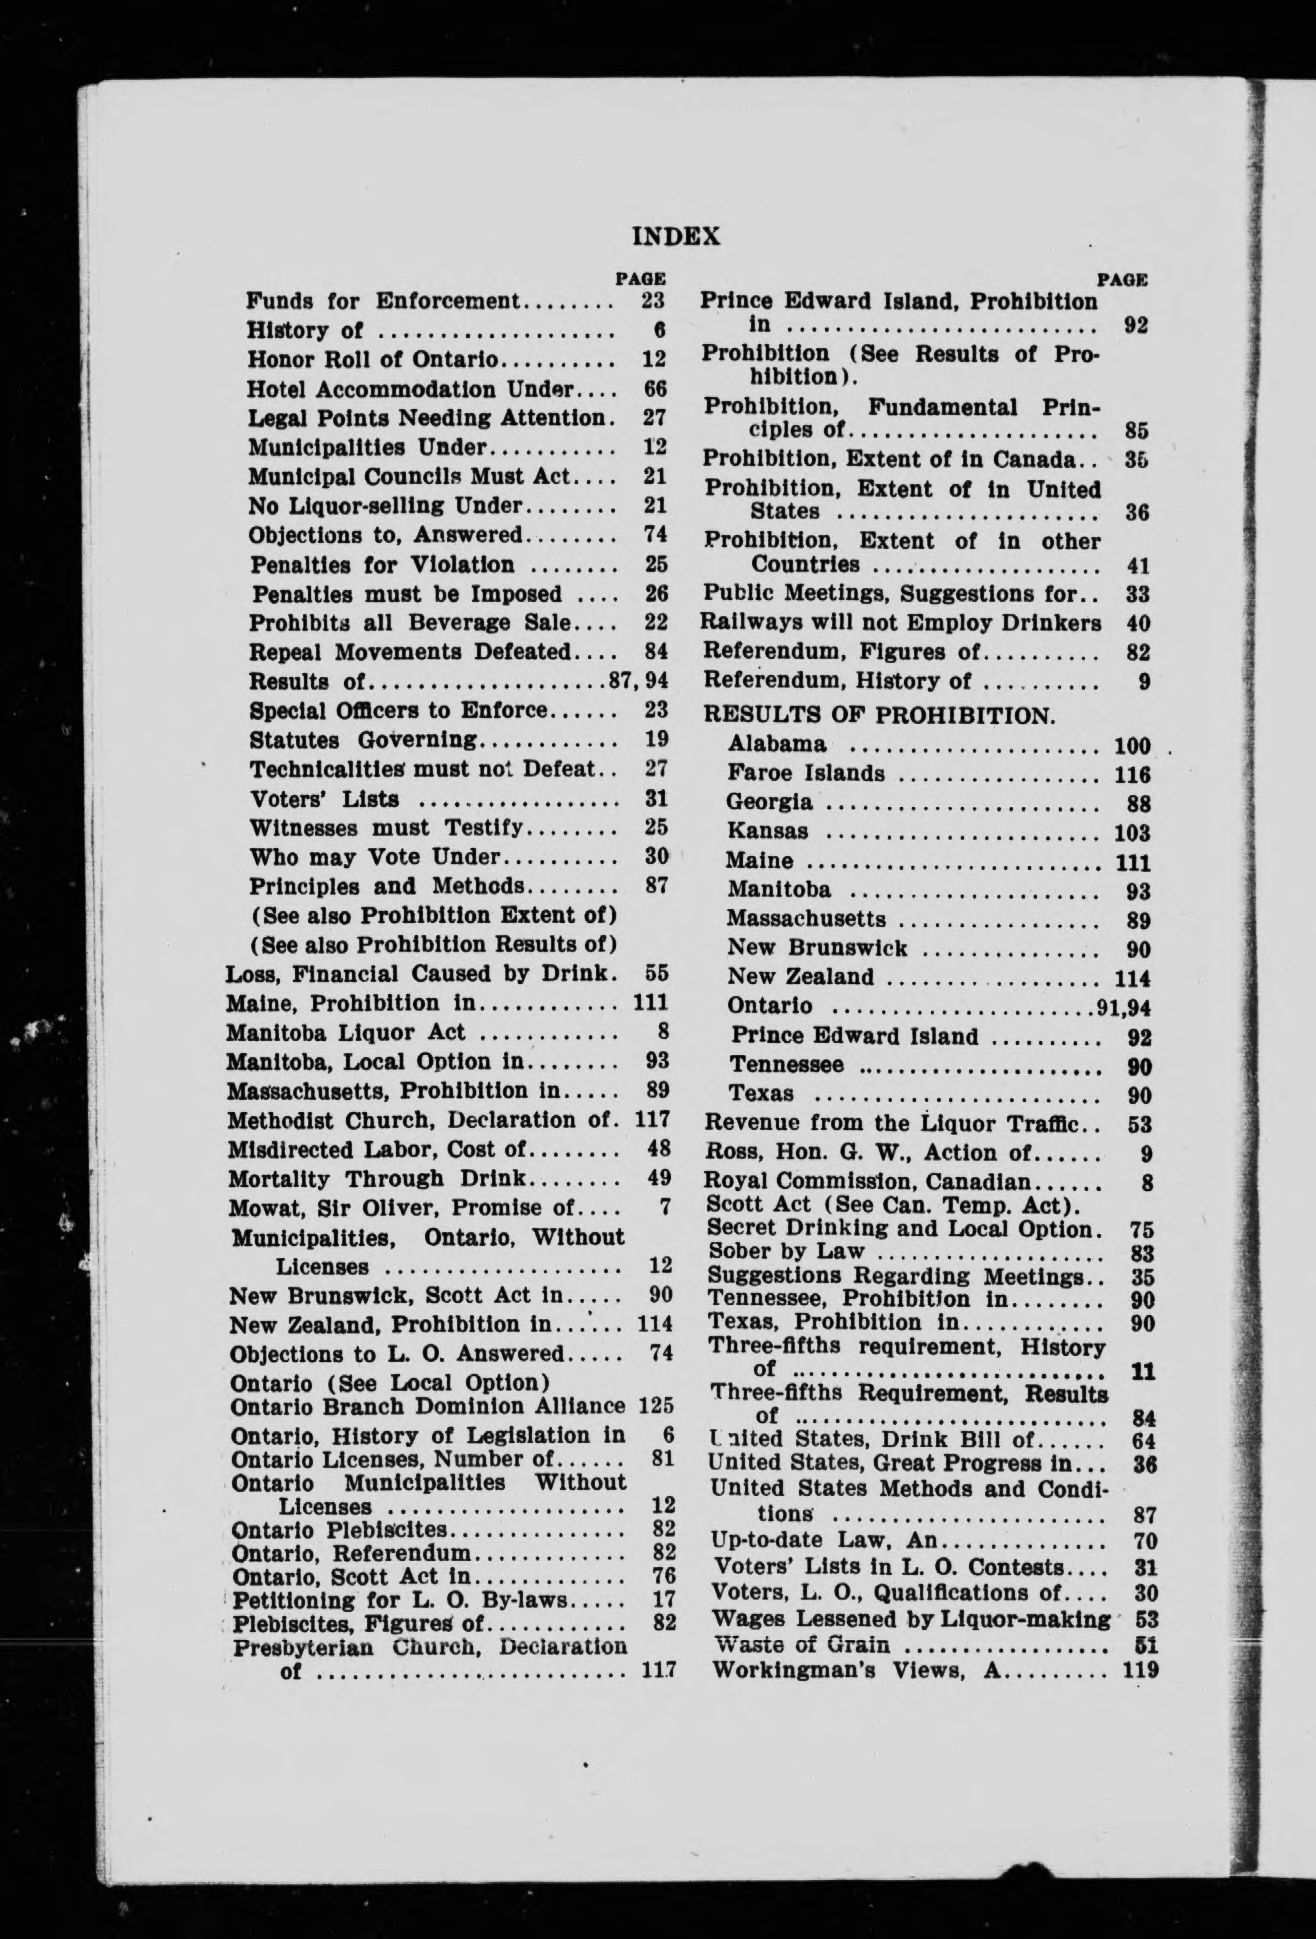 INDEX
PAGE
Funds for Enforcement........ 23
History of .................... 6
Honor Roll of Ontario.......... 12
Hotel Accommodation Under.... 66
Legal Points Needing Attention. 27
Municipalities Under........... 12
Municipal Councils Must Act.... 21
No Liquor-selling Under........ 21
Objections to, Answered........ 74
Penalties for Violation ........ 25
Penalties must be Imposed .... 26
Prohibits all Beverage Sale.... 22
Repeal Movements Defeated.... 84
Results of....................87, 94
Special Officers to Enforce...... 23
Statutes Governing............ 19
Technicalities must not Defeat.. 27
Voters' Lists .................. 31
Witnesses must Testify........ 25
Who may Vote Under.......... 30
Principles and Methods........ 87
(See also Prohibition Extent of)
(See also Prohibition Results of)
Loss, Financial Caused by Drink. 55
Maine, Prohibition in............ 111
Manitoba Liquor Act ............ 8
Manitoba, Local Option in........ 93
Massachusetts, Prohibition in..... 89
Methodist Church, Declaration of. 117
Misdirected Labor, Cost of........ 48
Mortality Through Drink........ 49
Mowat, Sir Oliver, Promise of.... 7
Municipalities, Ontario, Without
Licenses .................... 12
New Brunswick, Scott Act in..... 90
New Zealand, Prohibition in...... 114
Objections to L. O. Answered..... 74
Ontario (See Local Option)
Ontario Branch Dominion Alliance 125
Ontario, History of Legislation in 6
Ontario Licenses, Number of...... 81
Ontario Municipalities Without
Licenses .................... 12
Ontario Plebiscites............... 82
Ontario, Referendum............. 82
Ontario, Scott Act in............. 76
Petitioning for L. O. By-laws..... 17
Plebiscites, Figures of............ 82
Presbyterian Church, Declaration
of .......................... 117
PAGE
Prince Edward Island, Prohibition
in .......................... 92
Prohibition (See Results of Pro-
hibition).
Prohibition, Fundamental Prin-
ciples of..................... 85
Prohibition, Extent of in Canada.. 35
Prohibition, Extent of in United
States ...................... 36
Prohibition, Extent of in other
Countries ................... 41
Public Meetings, Suggestions for.. 33
Railways will not Employ Drinkers 40
Referendum, Figures of.......... 82
Referendum, History of .......... 9
RESULTS OF PROHIBITION.
Alabama ..................... 100
Faroe Islands ................. 116
Georgia ....................... 88
Kansas ....................... 103
Maine ......................... 111
Manitoba ..................... 93
Massachusetts ................. 89
New Brunswick ............... 90
New Zealand .................. 114
Ontario ......................91,94
Prince Edward Island .......... 92
Tennessee ..................... 90
Texas ........................ 90
Revenue from the Liquor Traffic.. 53
Ross, Hon. G. W., Action of...... 9
Royal Commission, Canadian...... 8
Scott Act (See Can. Temp. Act).
Secret Drinking and Local Option. 75
Sober by Law .................... 83
Suggestions Regarding Meetings.. 35
Tennessee, Prohibition in........ 90
Texas, Prohibition in............ 90
Three-fifths requirement, History
of .......................... 11
Three-fifths Requirement, Results
of .......................... 84
United States, Drink Bill of...... 64
United States, Great Progress in... 36
United States Methods and Condi-
tions ....................... 87
Up-to-date Law, An.............. 70
Voters' Lists in L. O. Contests.... 31
Voters, L. O., Qualifications of.... 30
Wages Lessened by Liquor-making 53
Waste of Grain .................. 51
Workingman's Views, A......... 119